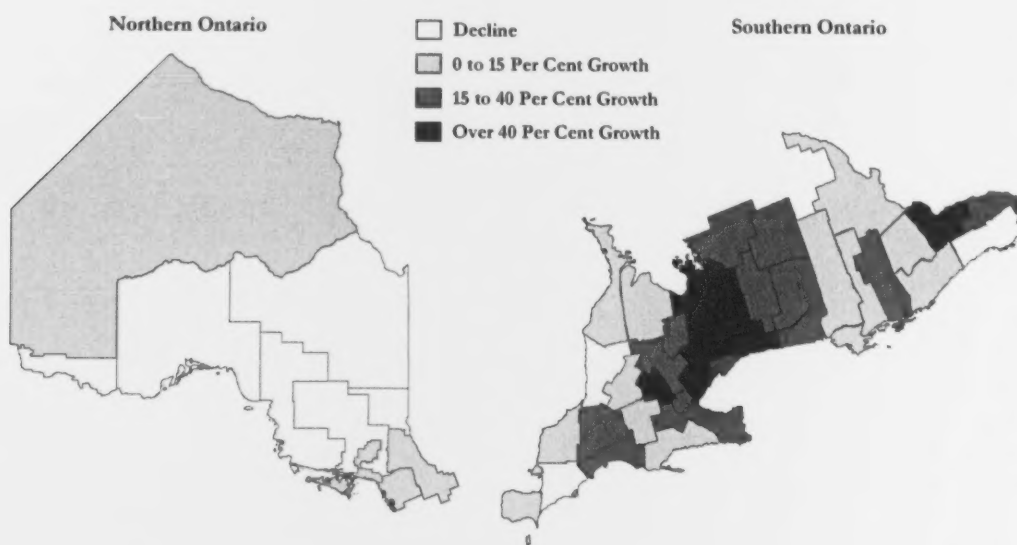 Northern Ontario
Decline
0 to 15 Per Cent Growth
15 to 40 Per Cent Growth
Over 40 Per Cent Growth
Southern Ontario